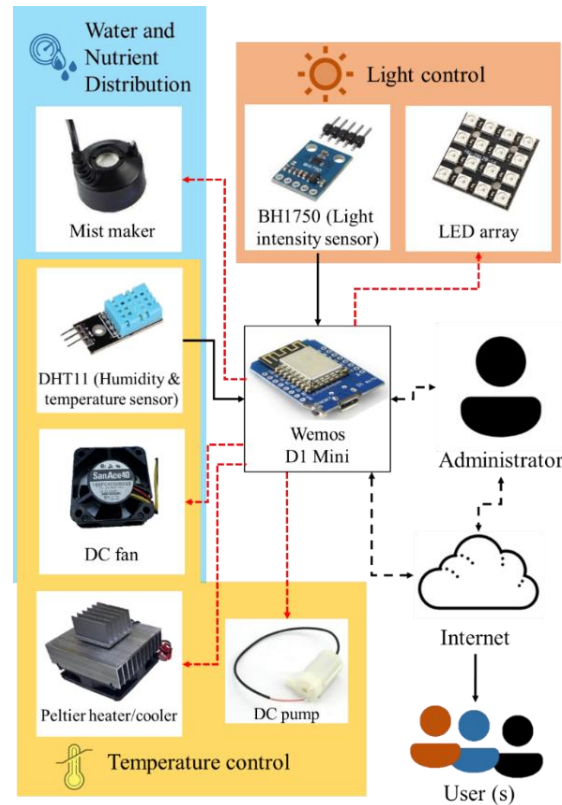 Water and
Nutrient
Distribution
Light control
Mist maker
BH1750 (Light
intensity sensor)
LED array
DHT11 (Humidity &
temperature sensor)
Wemos
D1 Mini
Administrator
SanAce40
DC fan
Internet
Peltier heater/cooler
DC pump
Temperature control
User (s)